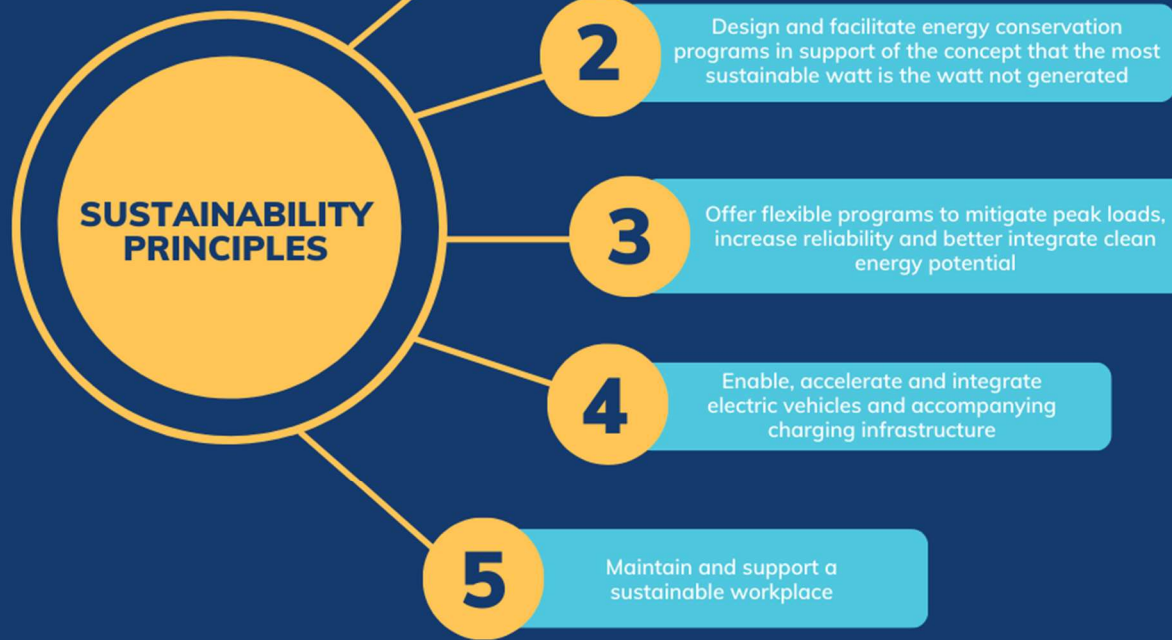 SUSTAINABILITY
PRINCIPLES
2
Design and facilitate energy conservation
programs in support of the concept that the most
sustainable watt is the watt not generated
3
Offer flexible programs to mitigate peak loads,
increase reliability and better integrate clean
energy potential
4
Enable, accelerate and integrate
electric vehicles and accompanying
charging infrastructure
5
Maintain and support a
sustainable workplace